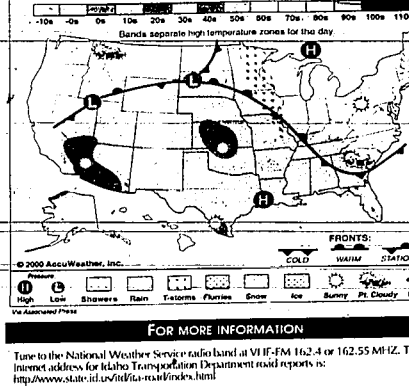 -10s -0s 0s 10s 20s 30s 40s 50s 60s 70s 80s 90s 100s 110
Bands separate high temperature zones for the day.
H
L
L
H
FRONTS:
COLD WARM STATIO
© 2000 AccuWeather, Inc.
Pressure
H L
High Low Showers Rain T-storms Flurries Snow Ice Sunny Pt. Cloudy
Via Associated Press
FOR MORE INFORMATION
Tune to the National Weather Service radio band at VHF-FM 162.4 or 162.55 MHZ. T
Internet address for Idaho Transportation Department road reports is:
http://www.state.id.us/itd/ita-road/index.html